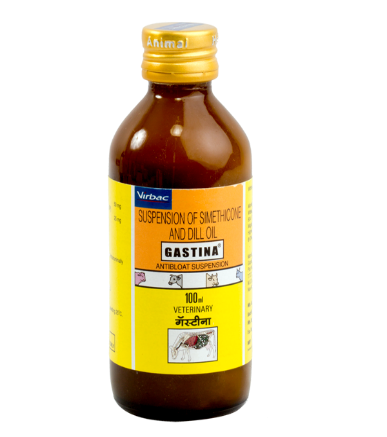 Animal
Virbac
SUSPENSION OF SIMETHICONE
AND DILL OIL
GASTINA®
ANTIBLOAT SUSPENSION
100ml
VETERINARY
गॅस्टीना